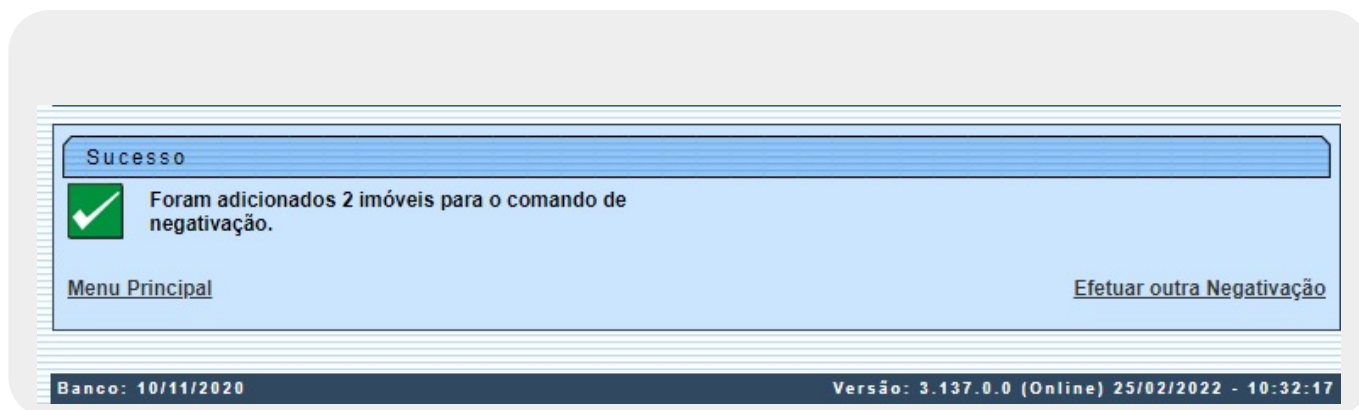 Sucesso
Foram adicionados 2 imóveis para o comando de
negativação.
Menu Principal
Efetuar outra Negativação
Banco: 10/11/2020
Versão: 3.137.0.0 (Online) 25/02/2022 - 10:32:17